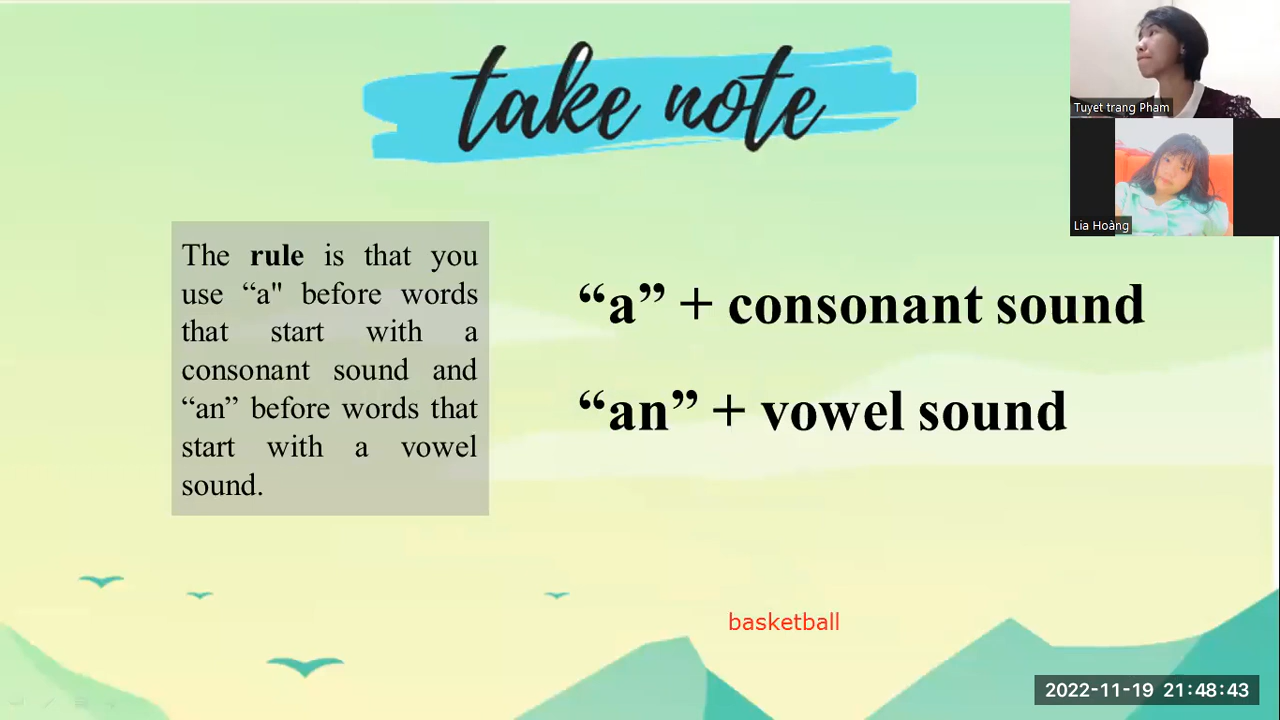 take note
Tuyet trang Pham
Lia Hoàng
The rule is that you
use “a" before words
that start with a
consonant sound and
“an” before words that
start with a vowel
sound.
“a” + consonant sound
“an” + vowel sound
basketball
2022-11-19 21:48:43